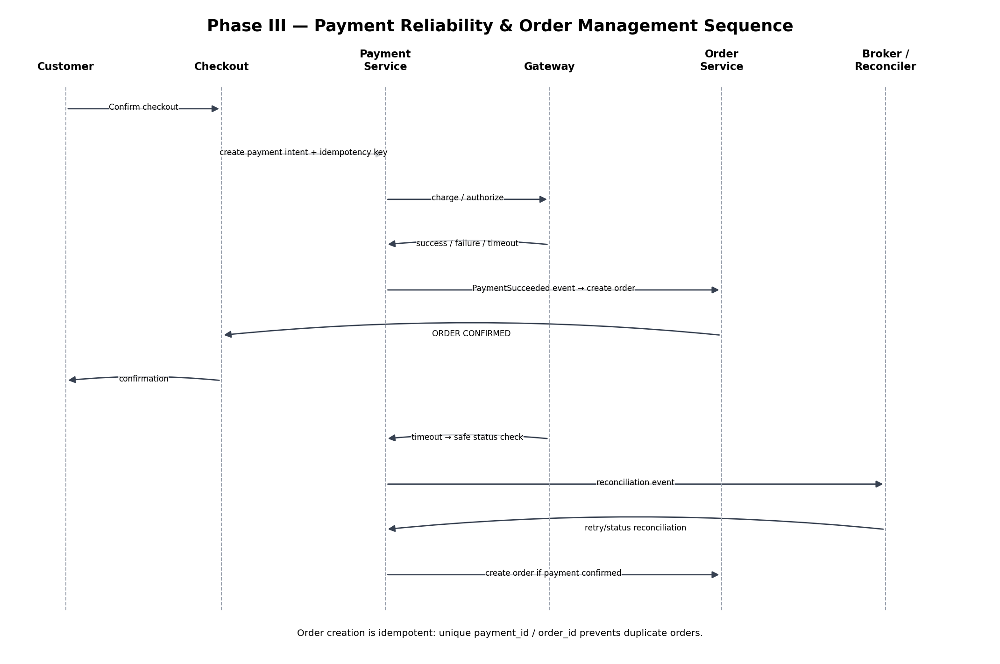 Phase III — Payment Reliability & Order Management Sequence
Customer
Checkout
Payment
Service
Gateway
Order
Service
Broker /
Reconciler
Confirm checkout
create payment intent + idempotency key
charge / authorize
success / failure / timeout
PaymentSucceeded event → create order
ORDER CONFIRMED
confirmation
timeout → safe status check
reconciliation event
retry/status reconciliation
create order if payment confirmed
Order creation is idempotent: unique payment_id / order_id prevents duplicate orders.